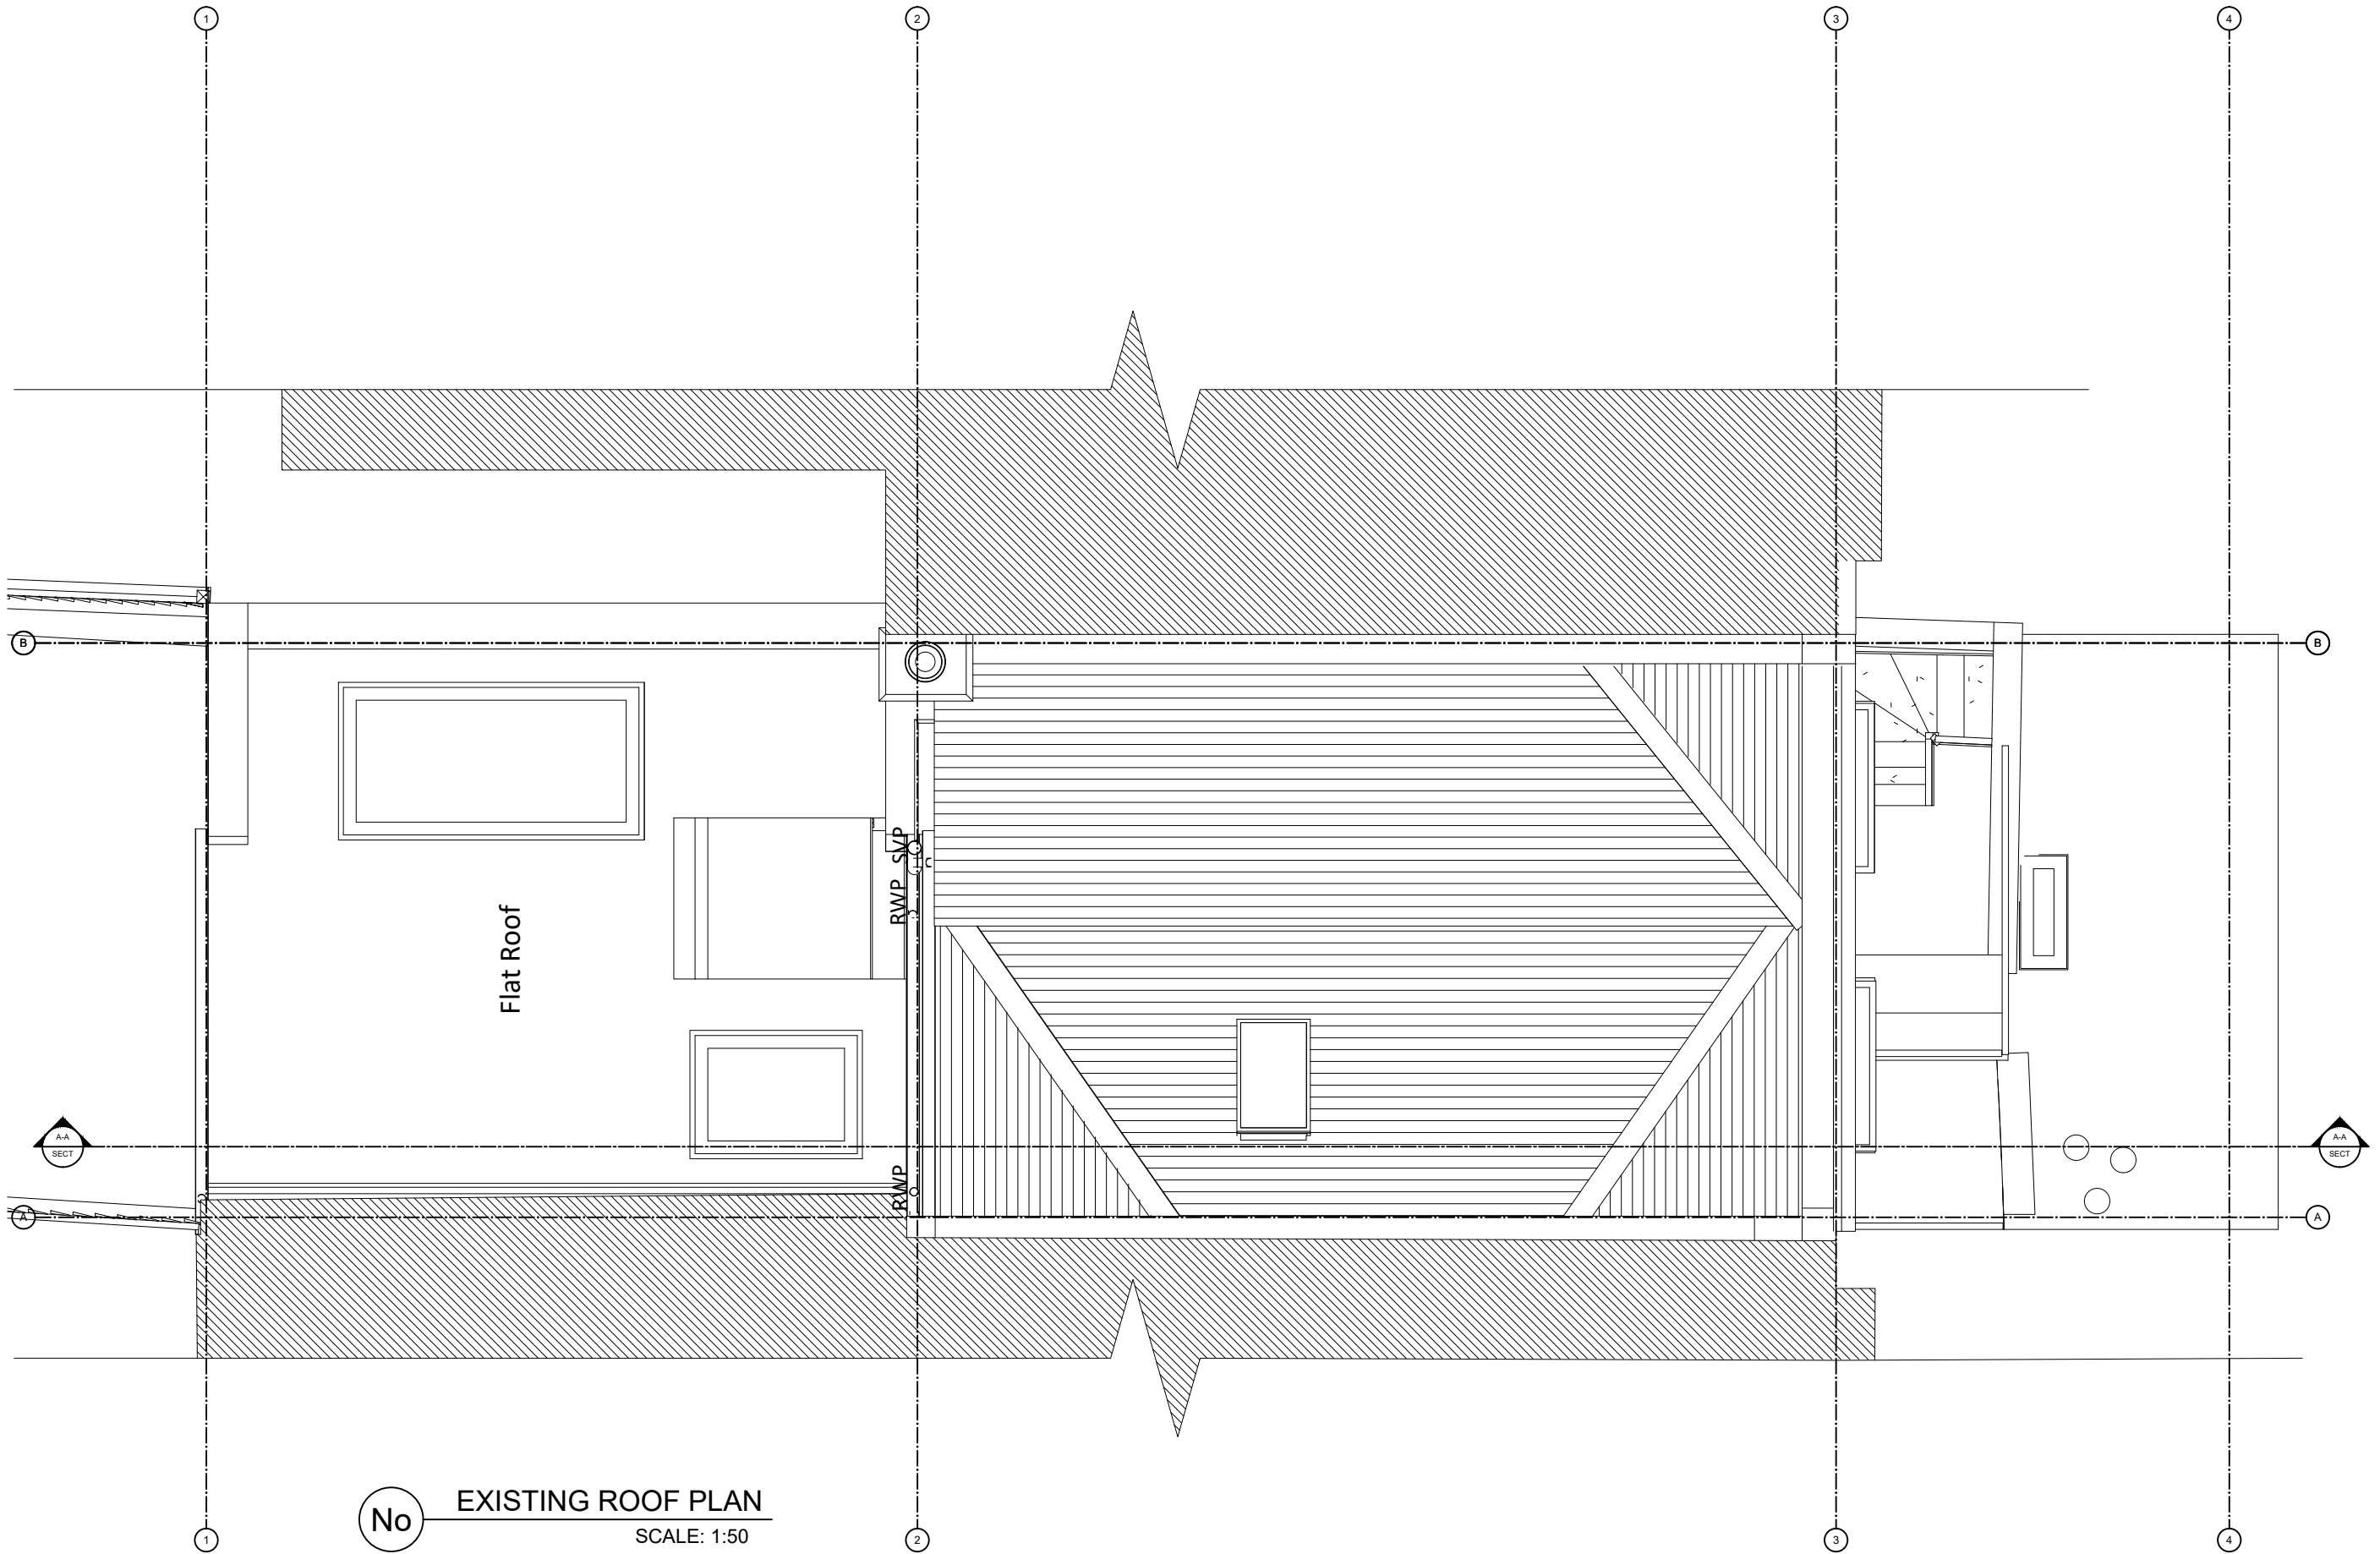 1
2
3
4
B
B
SVP
RWP
Flat Roof
A-A
SECT
A-A
SECT
RWP
A
A
No
EXISTING ROOF PLAN
SCALE: 1:50
1
2
3
4